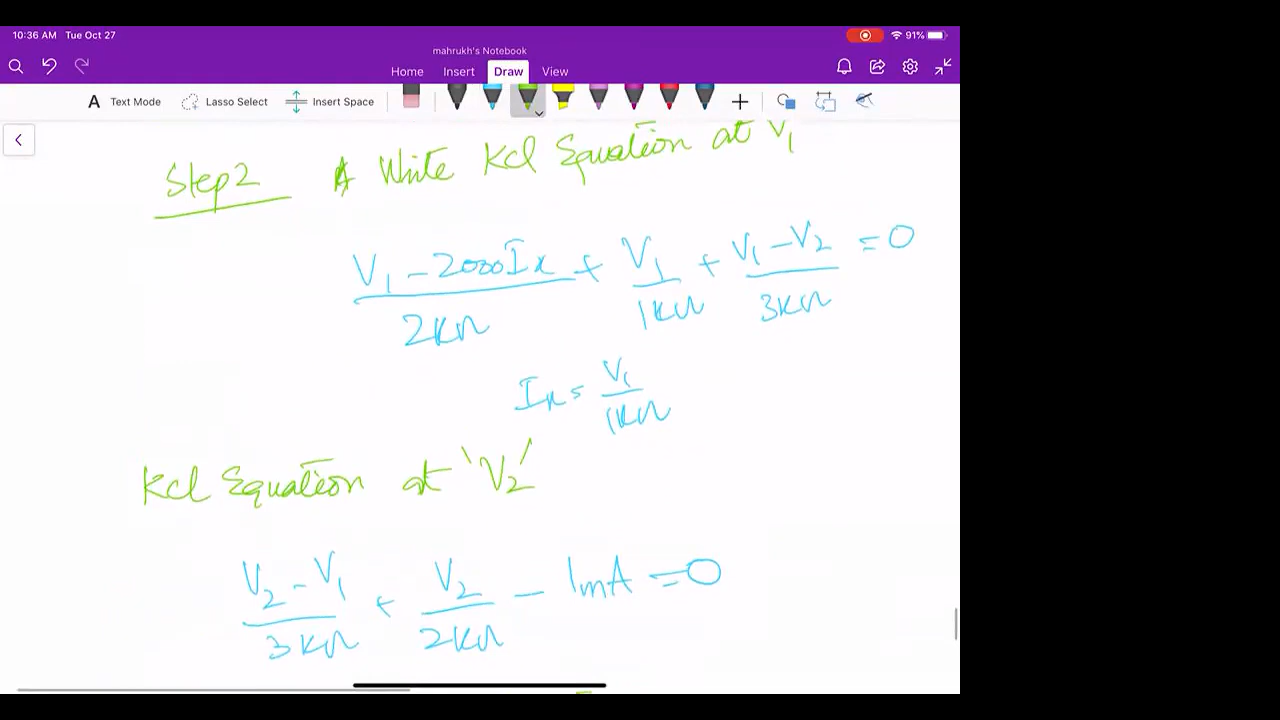 10:36 AM Tue Oct 27
91%
mahrukh's Notebook
Home Insert Draw View
Text Mode Lasso Select Insert Space
Step 2 Write KCl Equation at V₁
(V₁ - 2000Ix)/2KΩ + V₁/1KΩ + (V₁ - V₂)/3KΩ = 0
Ix = V₁/1KΩ
KCl Equation at 'V₂'
(V₂ - V₁)/3KΩ + V₂/2KΩ - 1mA = 0